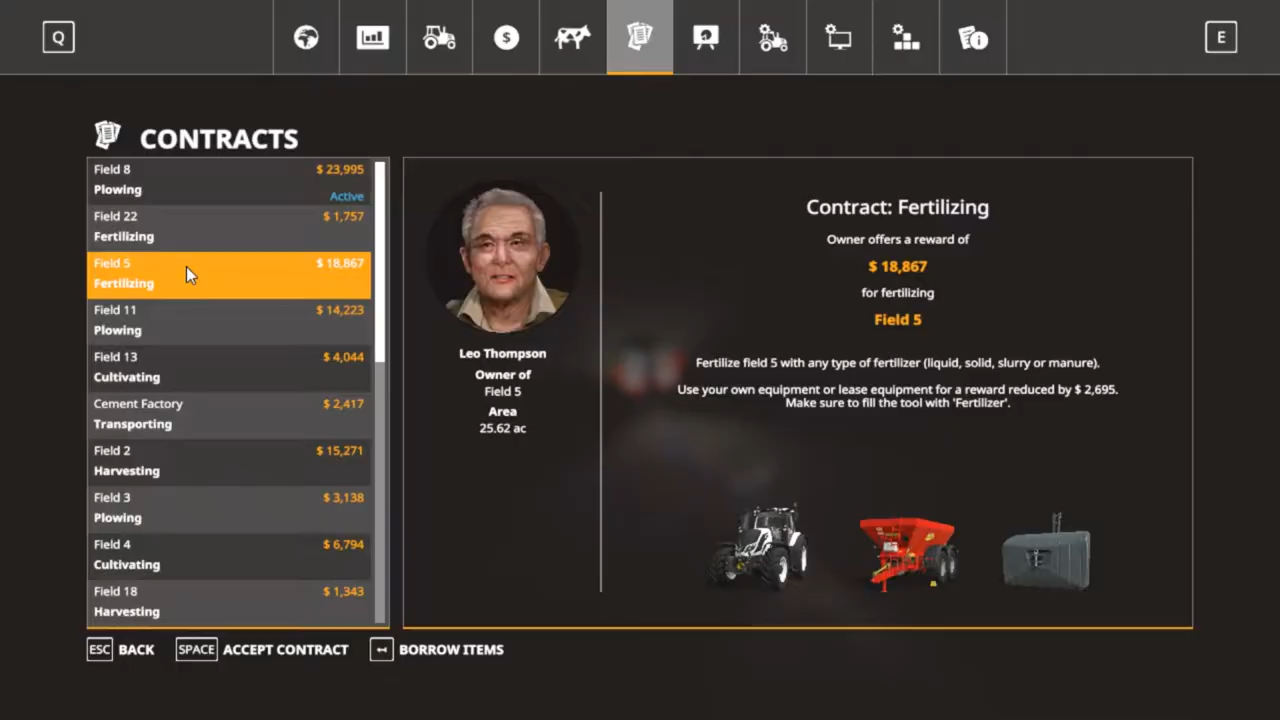 Q
$
E
CONTRACTS
Field 8 $ 23,995
Plowing
Active
Field 22 $ 1,757
Fertilizing
Field 5 $ 18,867
Fertilizing
Field 11 $ 14,223
Plowing
Field 13 $ 4,044
Cultivating
Cement Factory $ 2,417
Transporting
Field 2 $ 15,271
Harvesting
Field 3 $ 3,138
Plowing
Field 4 $ 6,794
Cultivating
Field 18 $ 1,343
Harvesting
Leo Thompson
Owner of
Field 5
Area
25.62 ac
Contract: Fertilizing
Owner offers a reward of
$ 18,867
for fertilizing
Field 5
Fertilize field 5 with any type of fertilizer (liquid, solid, slurry or manure).
Use your own equipment or lease equipment for a reward reduced by $ 2,695.
Make sure to fill the tool with 'Fertilizer'.
ESC BACK SPACE ACCEPT CONTRACT BORROW ITEMS